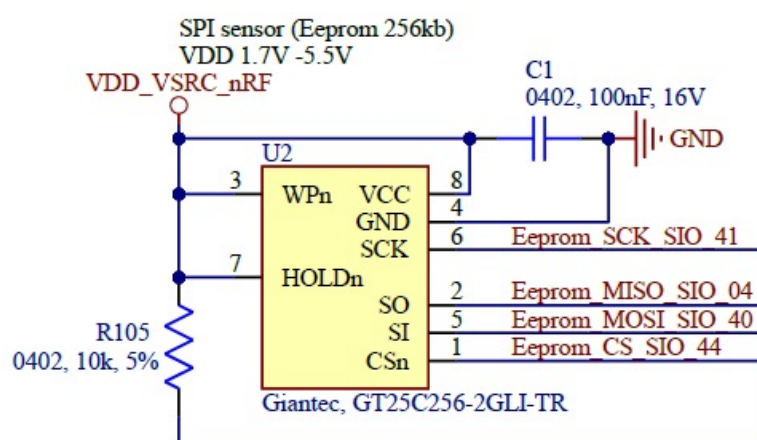 SPI sensor (Eeprom 256kb)
VDD 1.7V -5.5V
VDD_VSRC_nRF
C1
0402, 100nF, 16V
GND
U2
3 WPn VCC 8
GND 4
SCK 6 Eeprom_SCK_SIO_41
7 HOLDn
SO 2 Eeprom_MISO_SIO_04
SI 5 Eeprom_MOSI_SIO_40
CSn 1 Eeprom_CS_SIO_44
R105
0402, 10k, 5%
Giantec, GT25C256-2GLI-TR